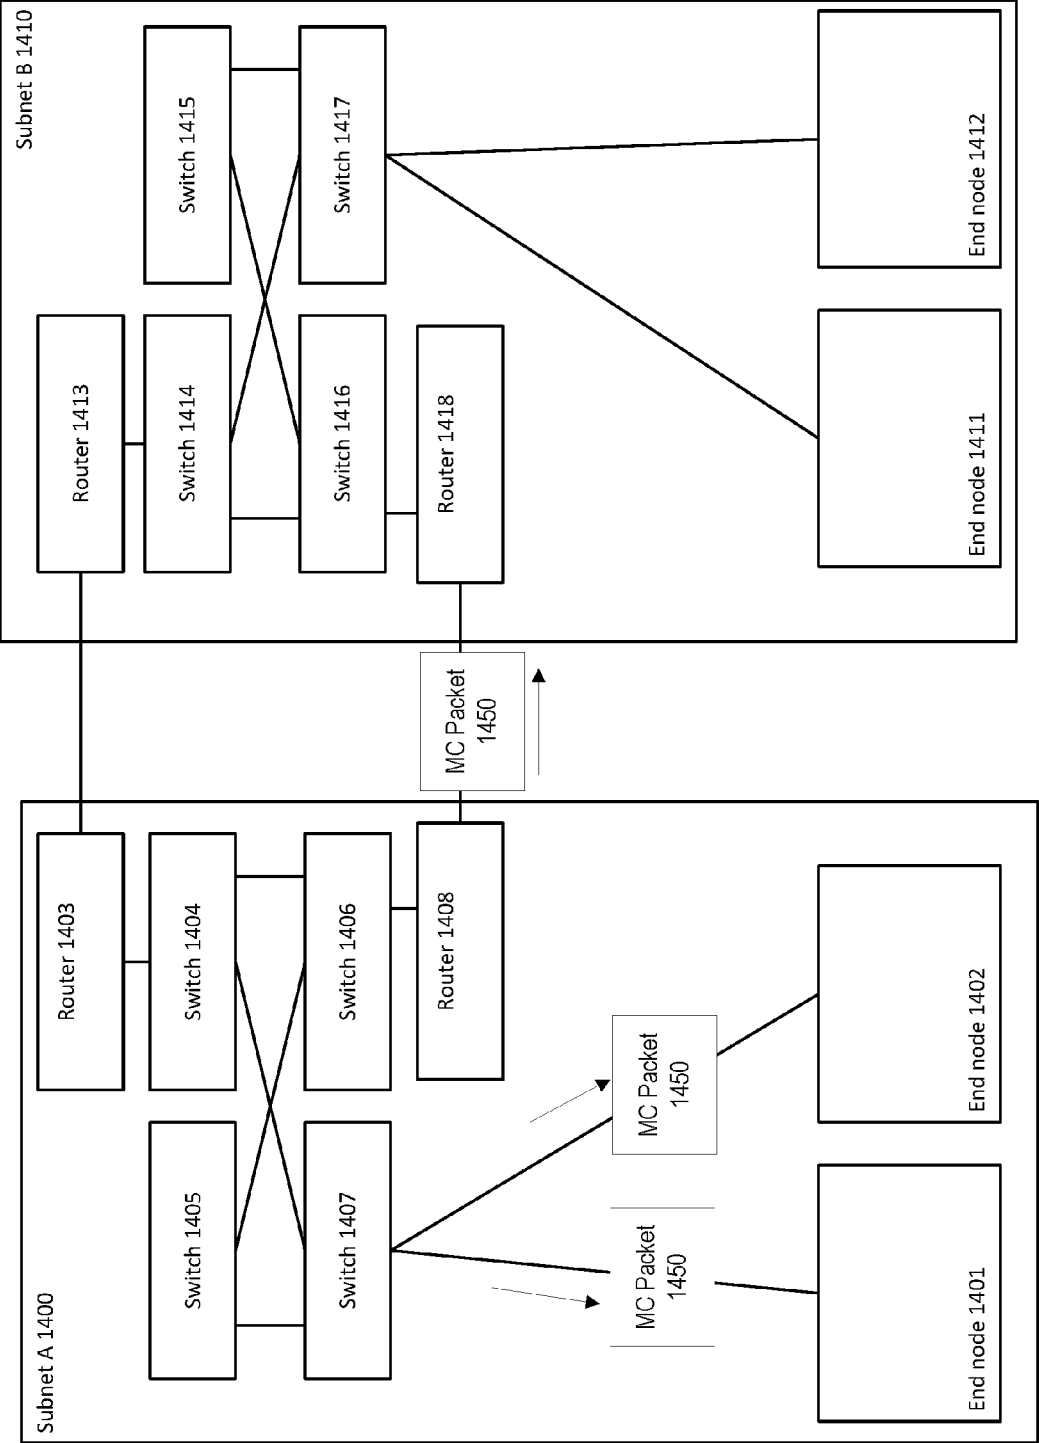 Subnet A 1400
Router 1403
Switch 1405
Switch 1404
Switch 1407
Switch 1406
Router 1408
MC Packet
1450
MC Packet
1450
End node 1401
End node 1402
MC Packet
1450
Subnet B 1410
Router 1413
Switch 1414
Switch 1415
Switch 1416
Switch 1417
Router 1418
End node 1411
End node 1412